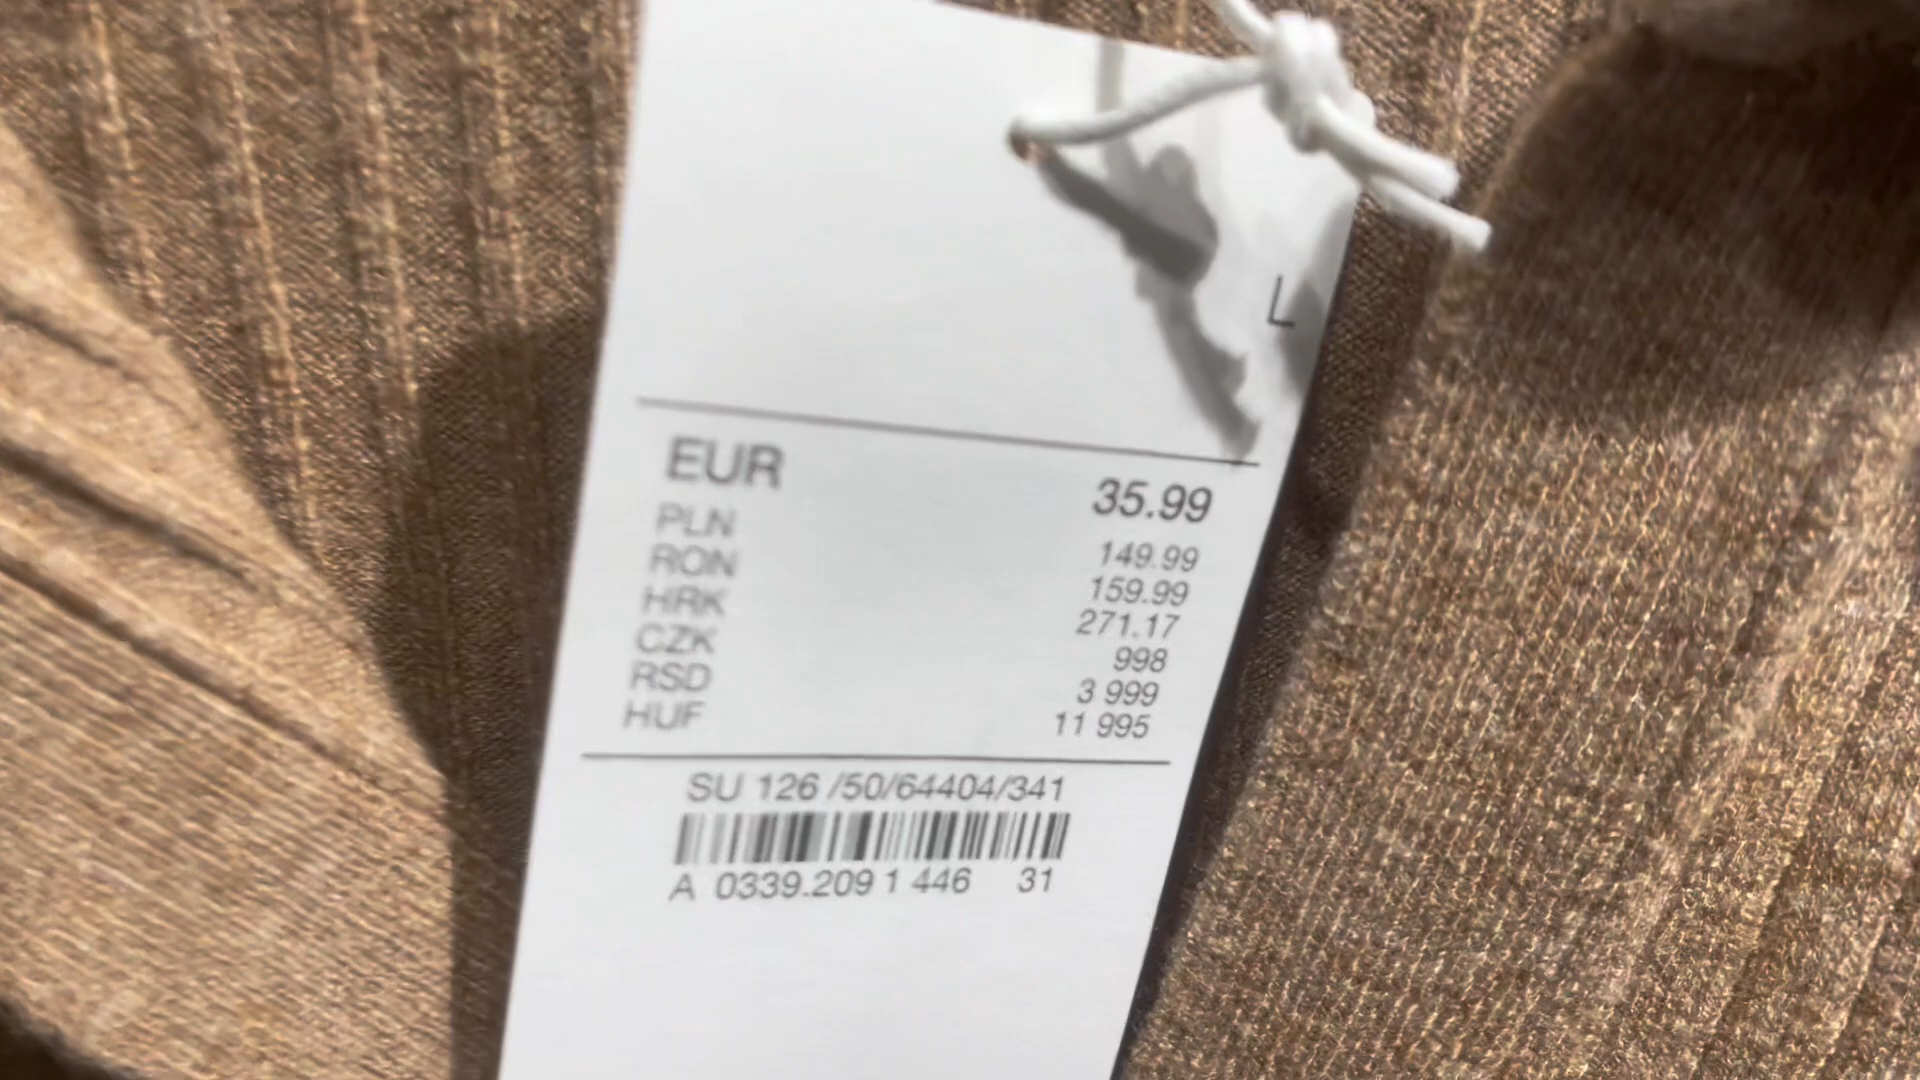 L
EUR 35.99
PLN 149.99
RON 159.99
HRK 271.17
CZK 998
RSD 3 999
HUF 11 995
SU 126 /50/64404/341
A 0339.209 1 446 31